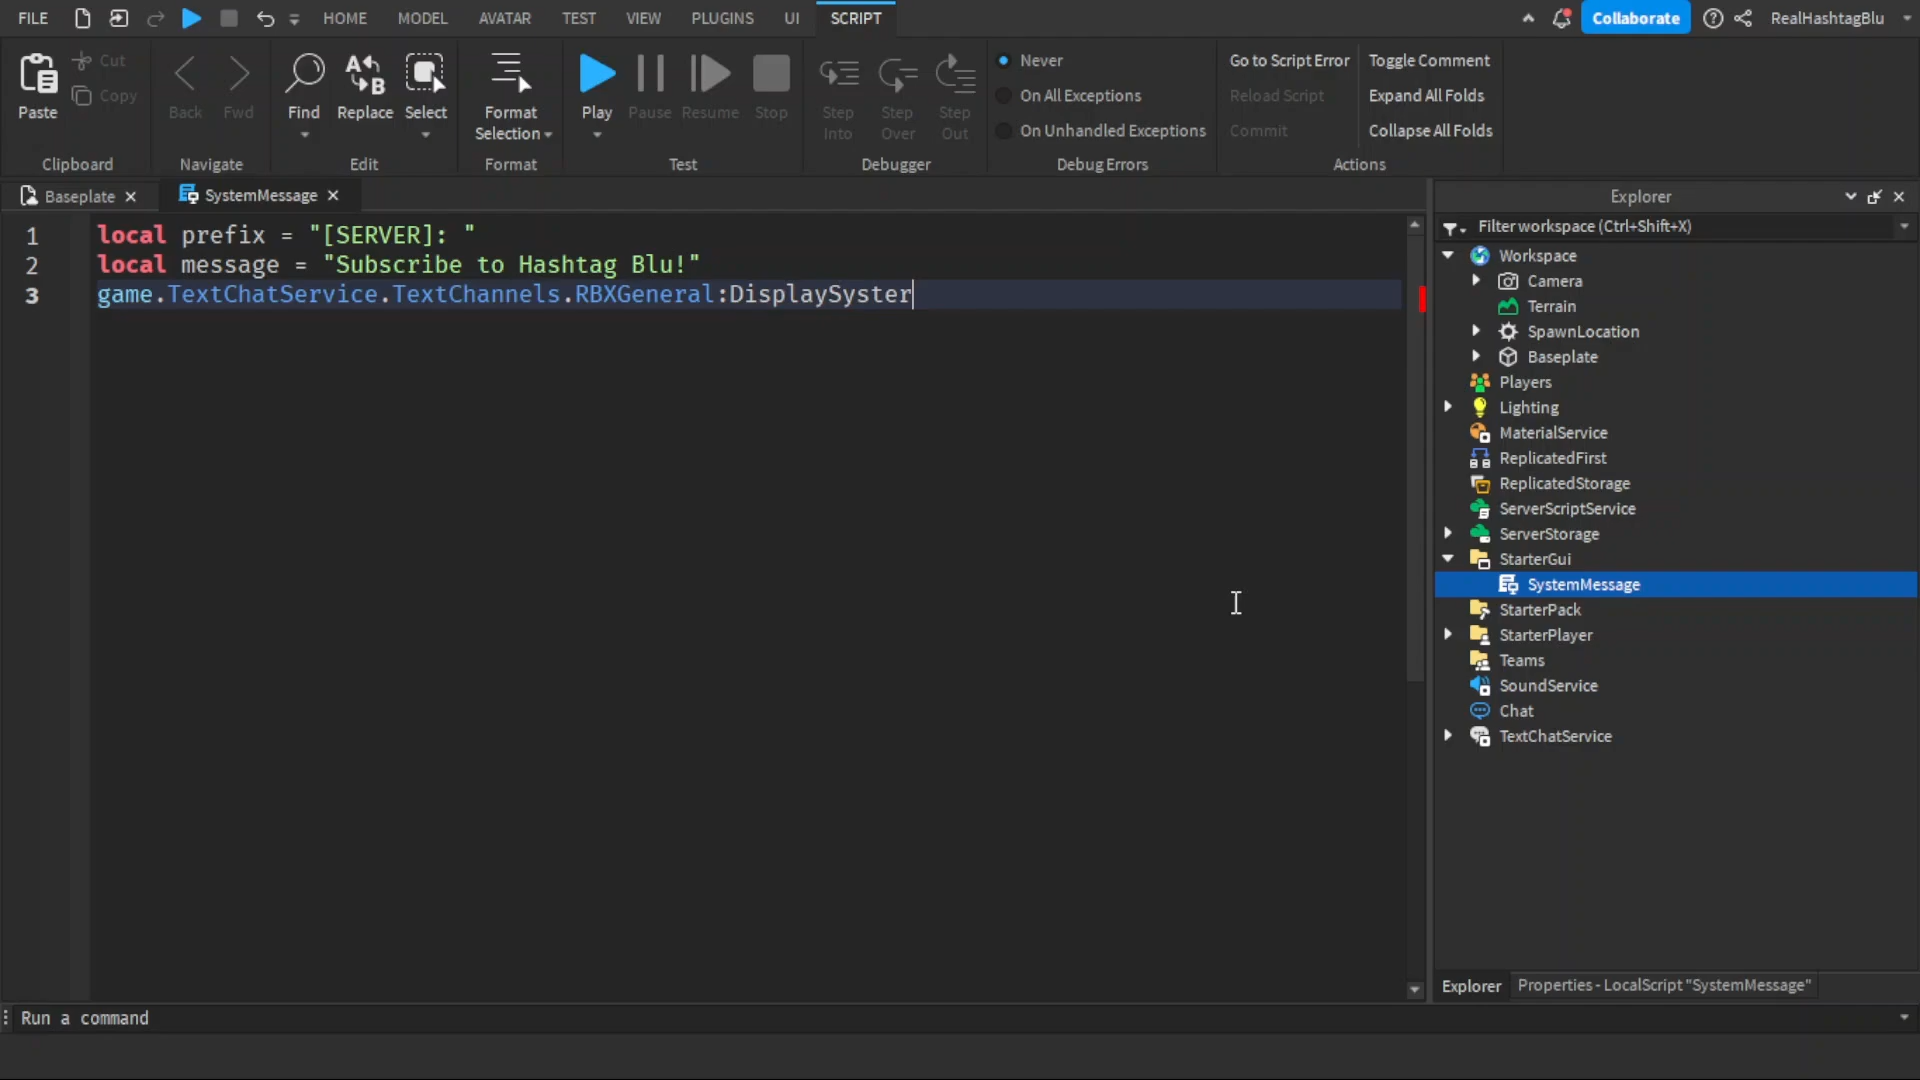 FILE HOME MODEL AVATAR TEST VIEW PLUGINS UI SCRIPT Collaborate RealHashtagBlu
Paste Cut Copy
Clipboard
Back Fwd
Navigate
Find Replace Select
Edit
Format Selection
Format
Play Pause Resume Stop
Test
Step Into Step Over Step Out
Debugger
Never
On All Exceptions
On Unhandled Exceptions
Debug Errors
Go to Script Error Toggle Comment
Reload Script Expand All Folds
Commit Collapse All Folds
Actions
Baseplate SystemMessage
1 local prefix = "[SERVER]: "
2 local message = "Subscribe to Hashtag Blu!"
3 game.TextChatService.TextChannels.RBXGeneral:DisplaySyster
Explorer
Filter workspace (Ctrl+Shift+X)
Workspace
Camera
Terrain
SpawnLocation
Baseplate
Players
Lighting
MaterialService
ReplicatedFirst
ReplicatedStorage
ServerScriptService
ServerStorage
StarterGui
SystemMessage
StarterPack
StarterPlayer
Teams
SoundService
Chat
TextChatService
Explorer Properties - LocalScript "SystemMessage"
Run a command